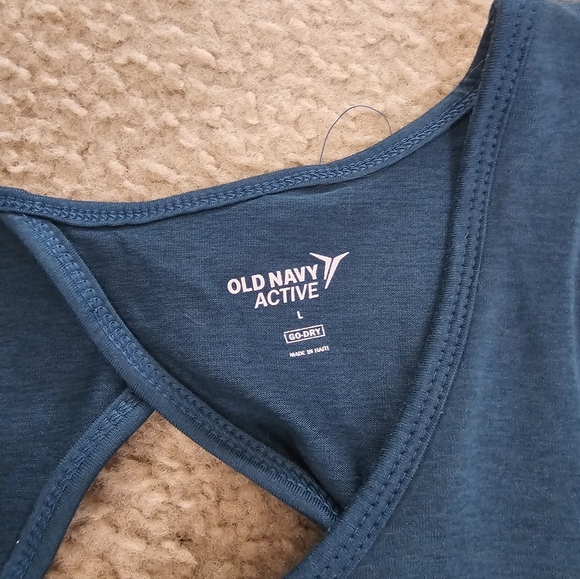 OLD NAVY
ACTIVE
L
GO-DRY
MADE IN HAITI